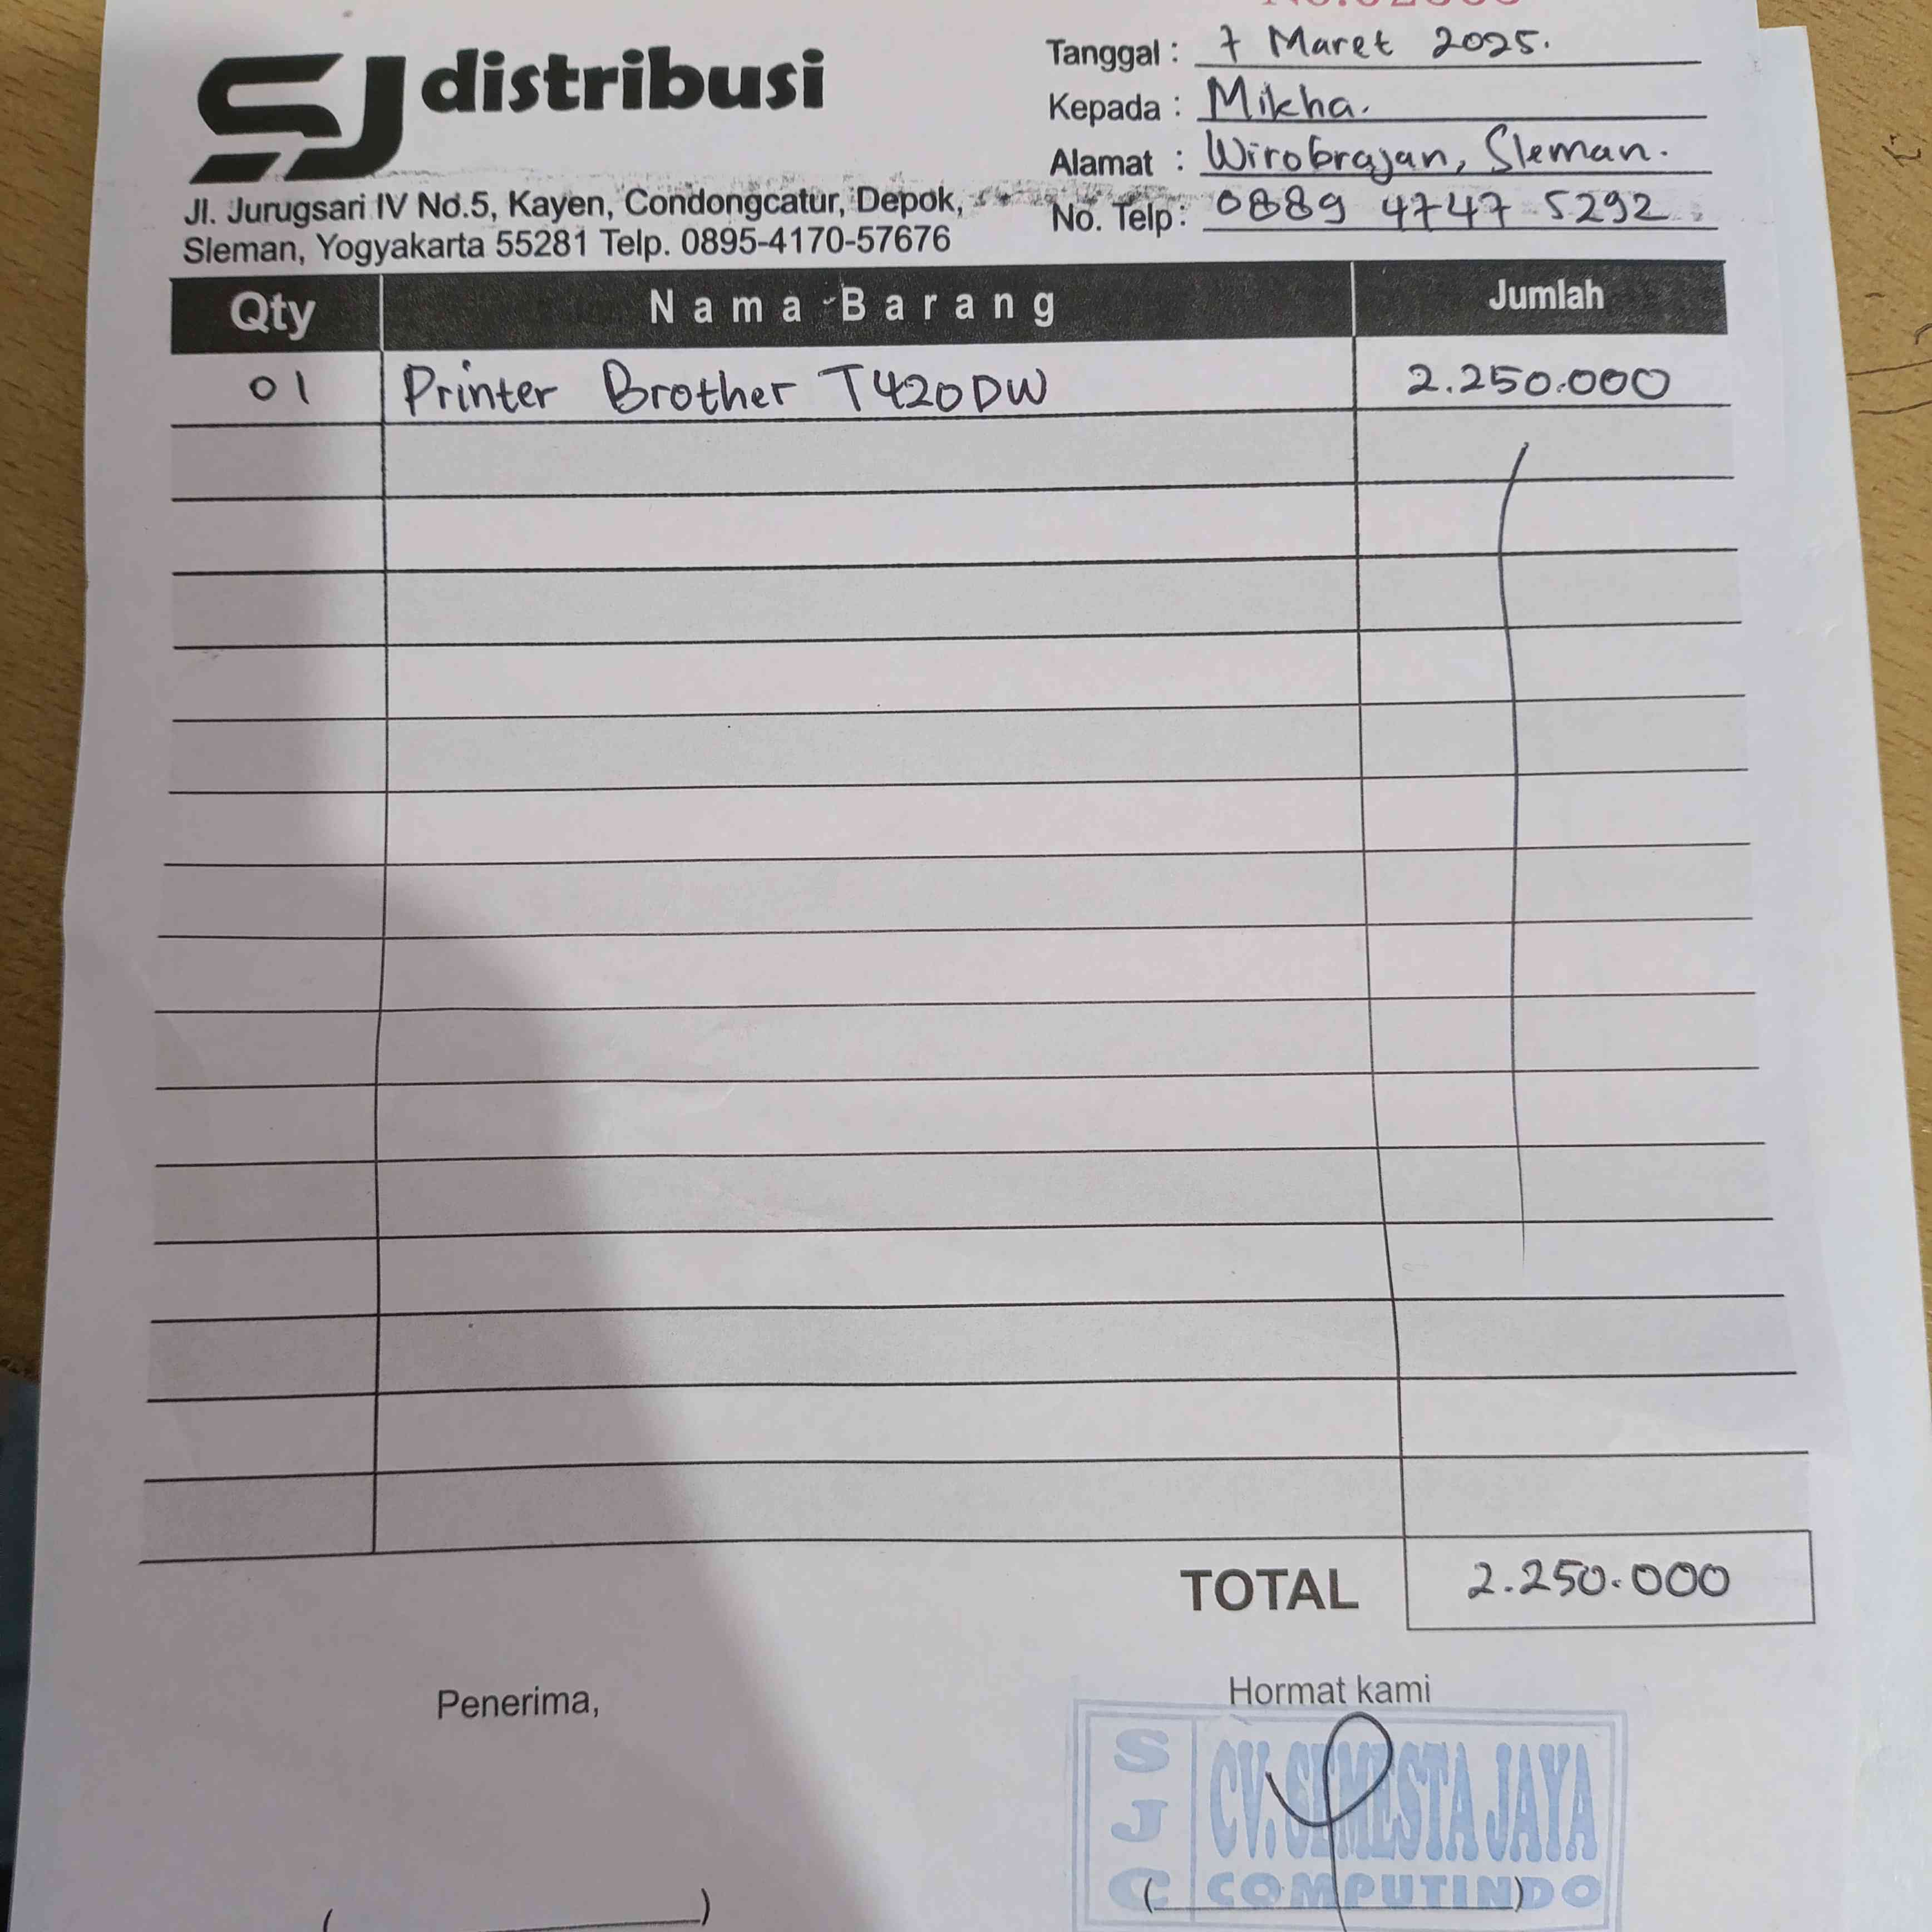 SJ distribusi
Jl. Jurugsari IV No.5, Kayen, Condongcatur, Depok,
Sleman, Yogyakarta 55281 Telp. 0895-4170-57676
Tanggal : 7 Maret 2025.
Kepada : Mikha.
Alamat : Wirobrajan, Sleman.
No. Telp : 0889 4747 5292
Qty Nama Barang Jumlah
01 Printer Brother T420DW 2.250.000
TOTAL 2.250.000
Penerima,
Hormat kami
SJC
CV. SEMESTA JAYA
COMPUTINDO